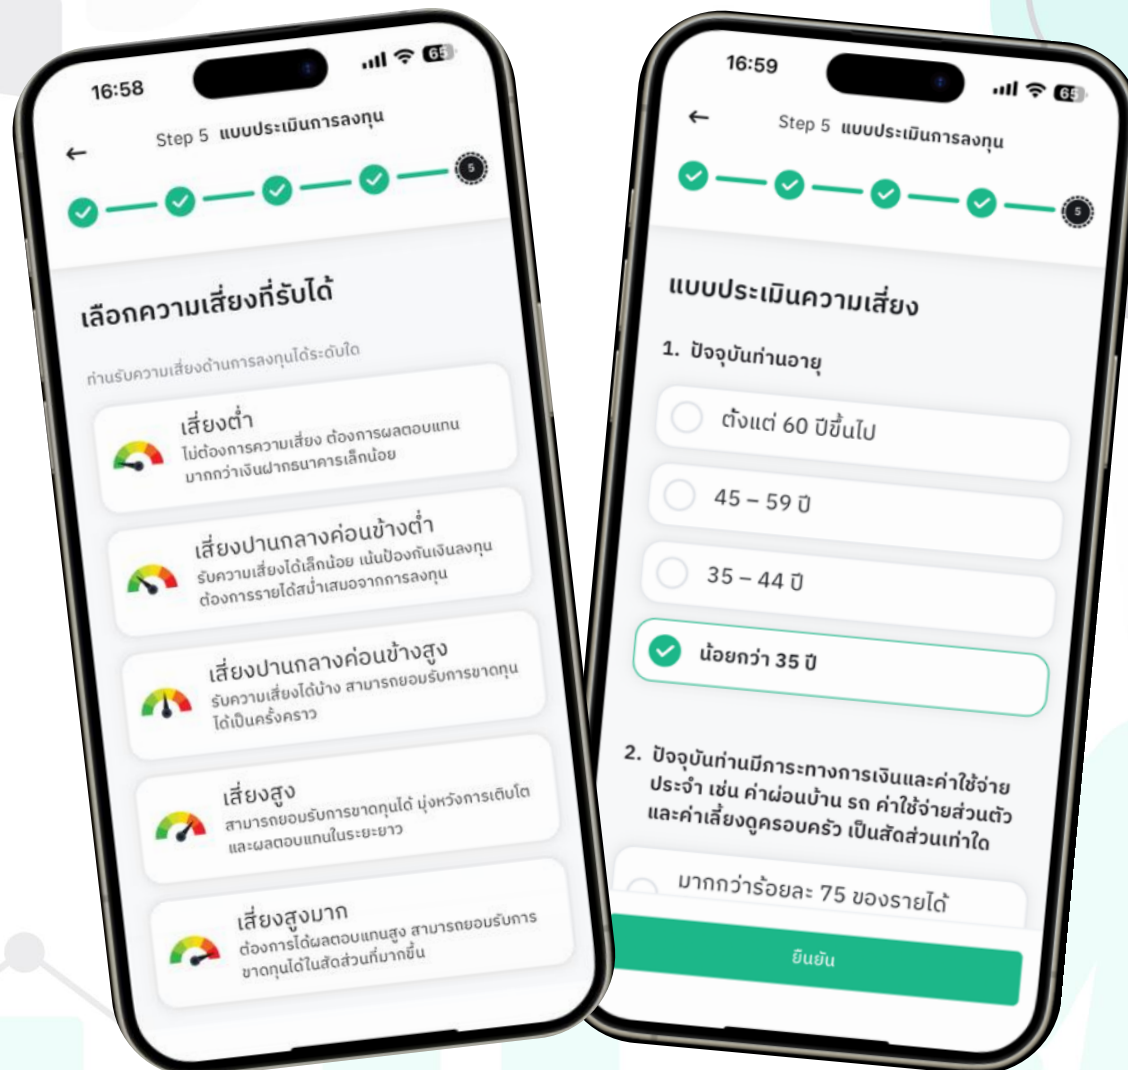 16:58
65
Step 5 แบบประเมินการลงทุน
5
เลือกความเสี่ยงที่รับได้
ท่านรับความเสี่ยงด้านการลงทุนได้ระดับใด
เสี่ยงต่ำ
ไม่ต้องการความเสี่ยง ต้องการผลตอบแทน
มากกว่าเงินฝากธนาคารเล็กน้อย
เสี่ยงปานกลางค่อนข้างต่ำ
รับความเสี่ยงได้เล็กน้อย เน้นป้องกันเงินลงทุน
ต้องการรายได้สม่ำเสมอจากการลงทุน
เสี่ยงปานกลางค่อนข้างสูง
รับความเสี่ยงได้บ้าง สามารถยอมรับการขาดทุน
ได้เป็นครั้งคราว
เสี่ยงสูง
สามารถยอมรับการขาดทุนได้ มุ่งหวังการเติบโต
และผลตอบแทนในระยะยาว
เสี่ยงสูงมาก
ต้องการได้ผลตอบแทนสูง สามารถยอมรับการ
ขาดทุนได้ในสัดส่วนที่มากขึ้น
16:59
65
Step 5 แบบประเมินการลงทุน
5
แบบประเมินความเสี่ยง
1. ปัจจุบันท่านอายุ
ตั้งแต่ 60 ปีขึ้นไป
45 – 59 ปี
35 – 44 ปี
น้อยกว่า 35 ปี
2. ปัจจุบันท่านมีภาระทางการเงินและค่าใช้จ่าย
ประจำ เช่น ค่าผ่อนบ้าน รถ ค่าใช้จ่ายส่วนตัว
และค่าเลี้ยงดูครอบครัว เป็นสัดส่วนเท่าใด
มากกว่าร้อยละ 75 ของรายได้
ยืนยัน